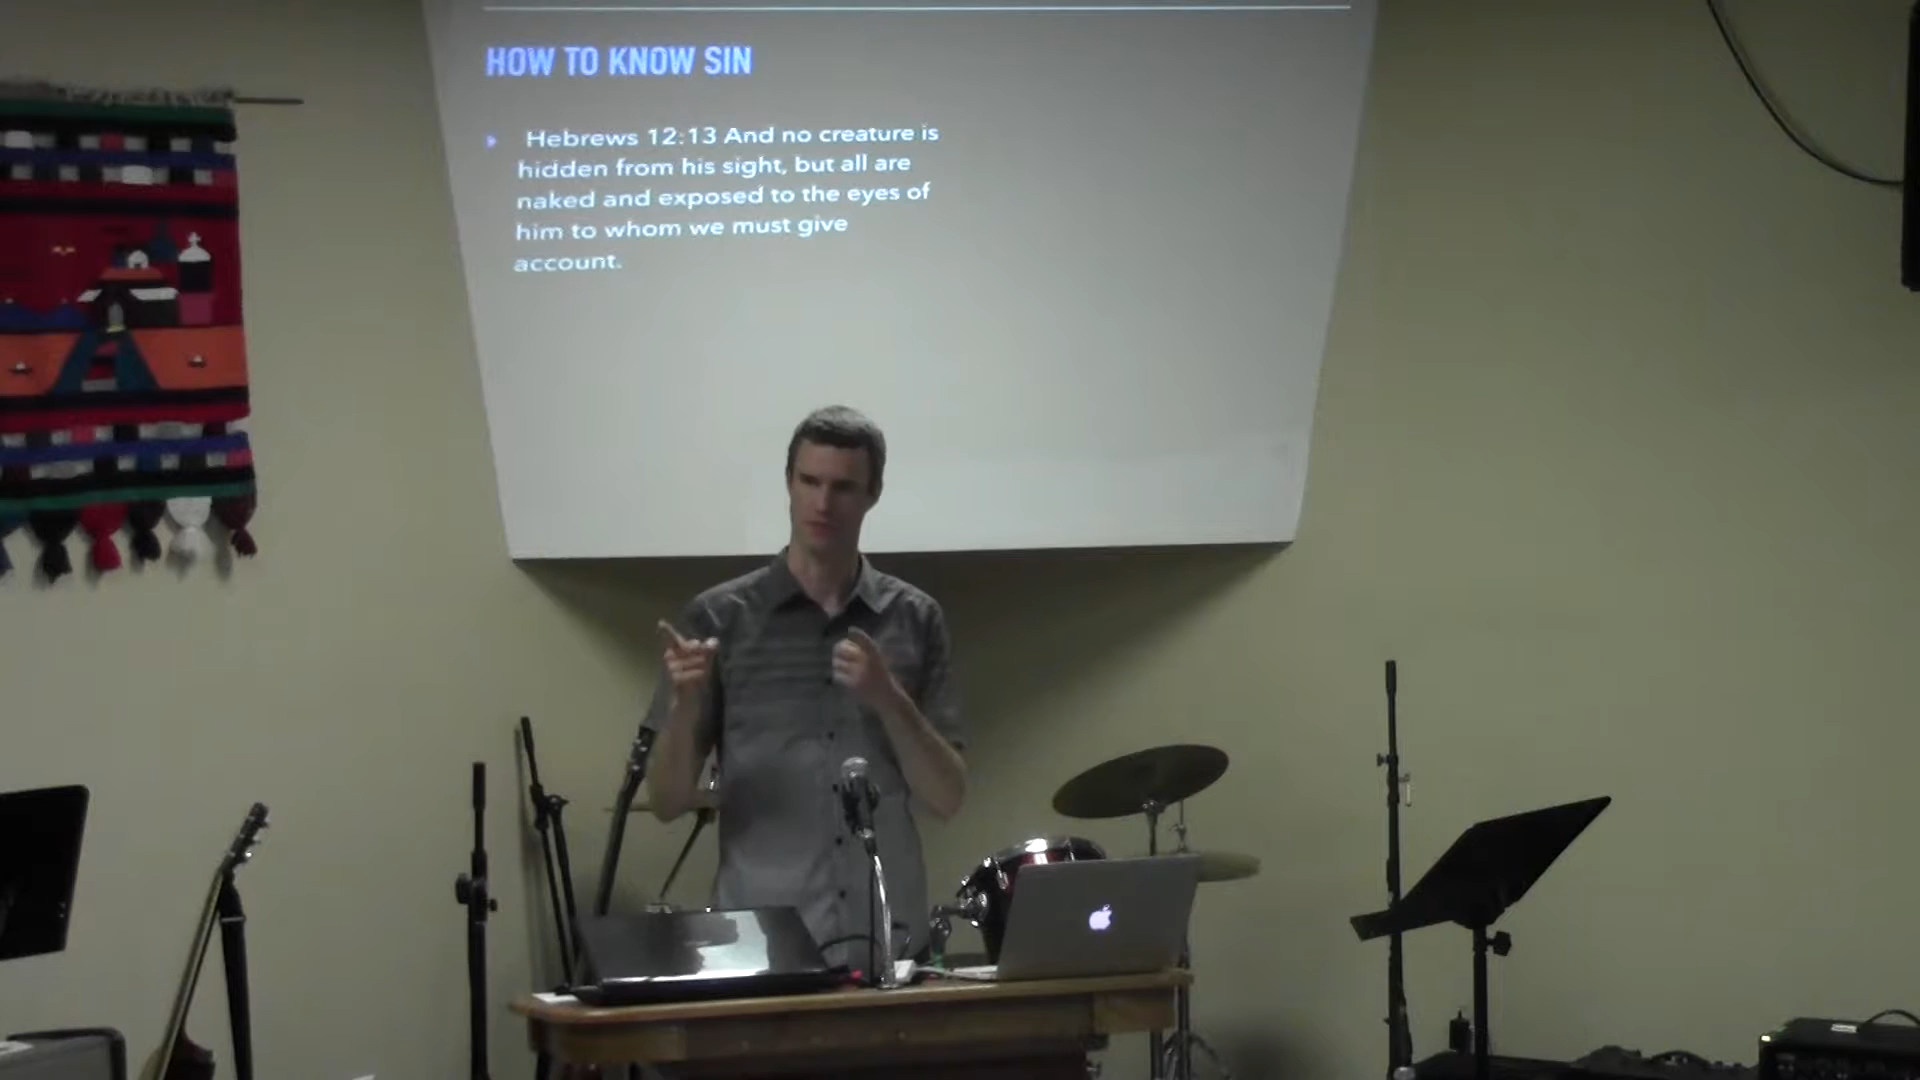 HOW TO KNOW SIN
Hebrews 12:13 And no creature is
hidden from his sight, but all are
naked and exposed to the eyes of
him to whom we must give
account.